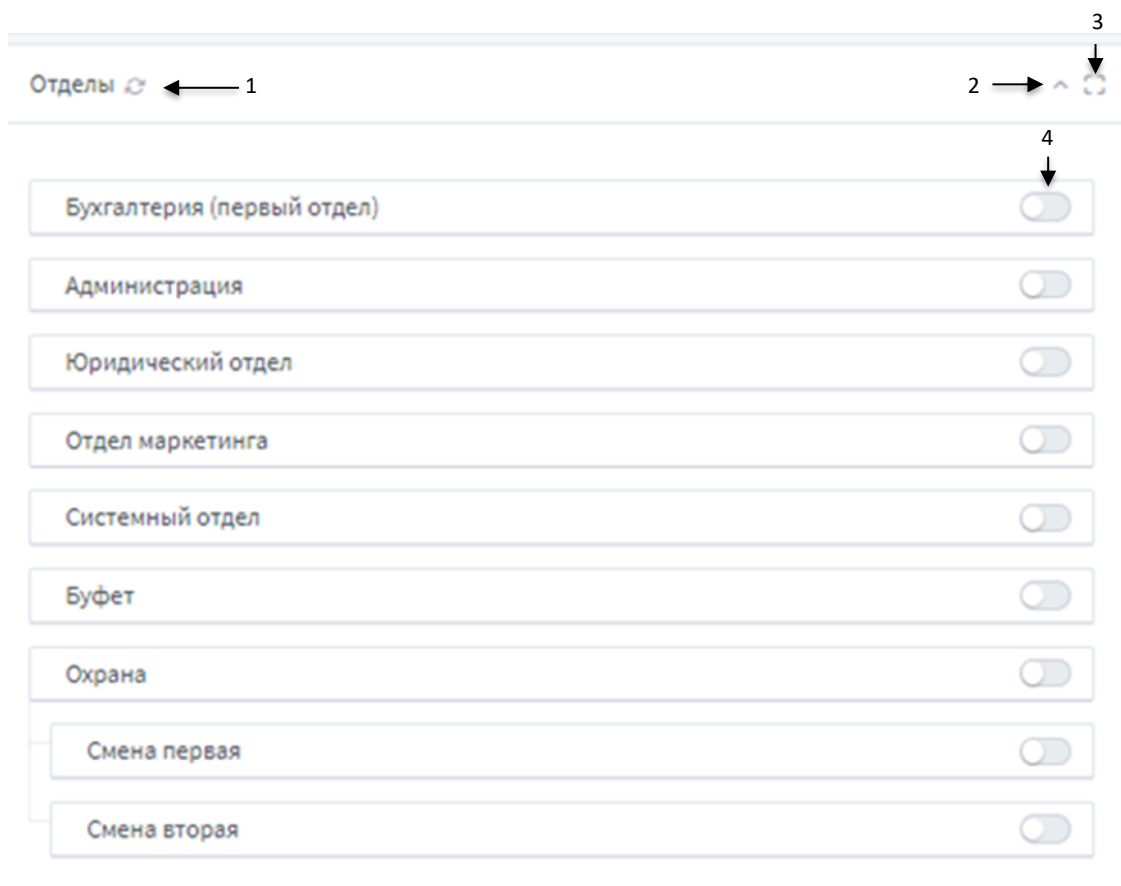 3
Отделы 1 2
4
Бухгалтерия (первый отдел)
Администрация
Юридический отдел
Отдел маркетинга
Системный отдел
Буфет
Охрана
Смена первая
Смена вторая